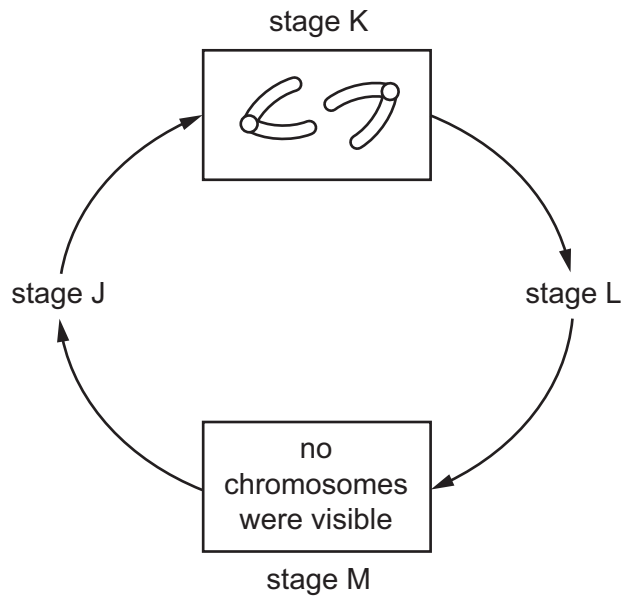 stage K
stage J
stage L
no
chromosomes
were visible
stage M